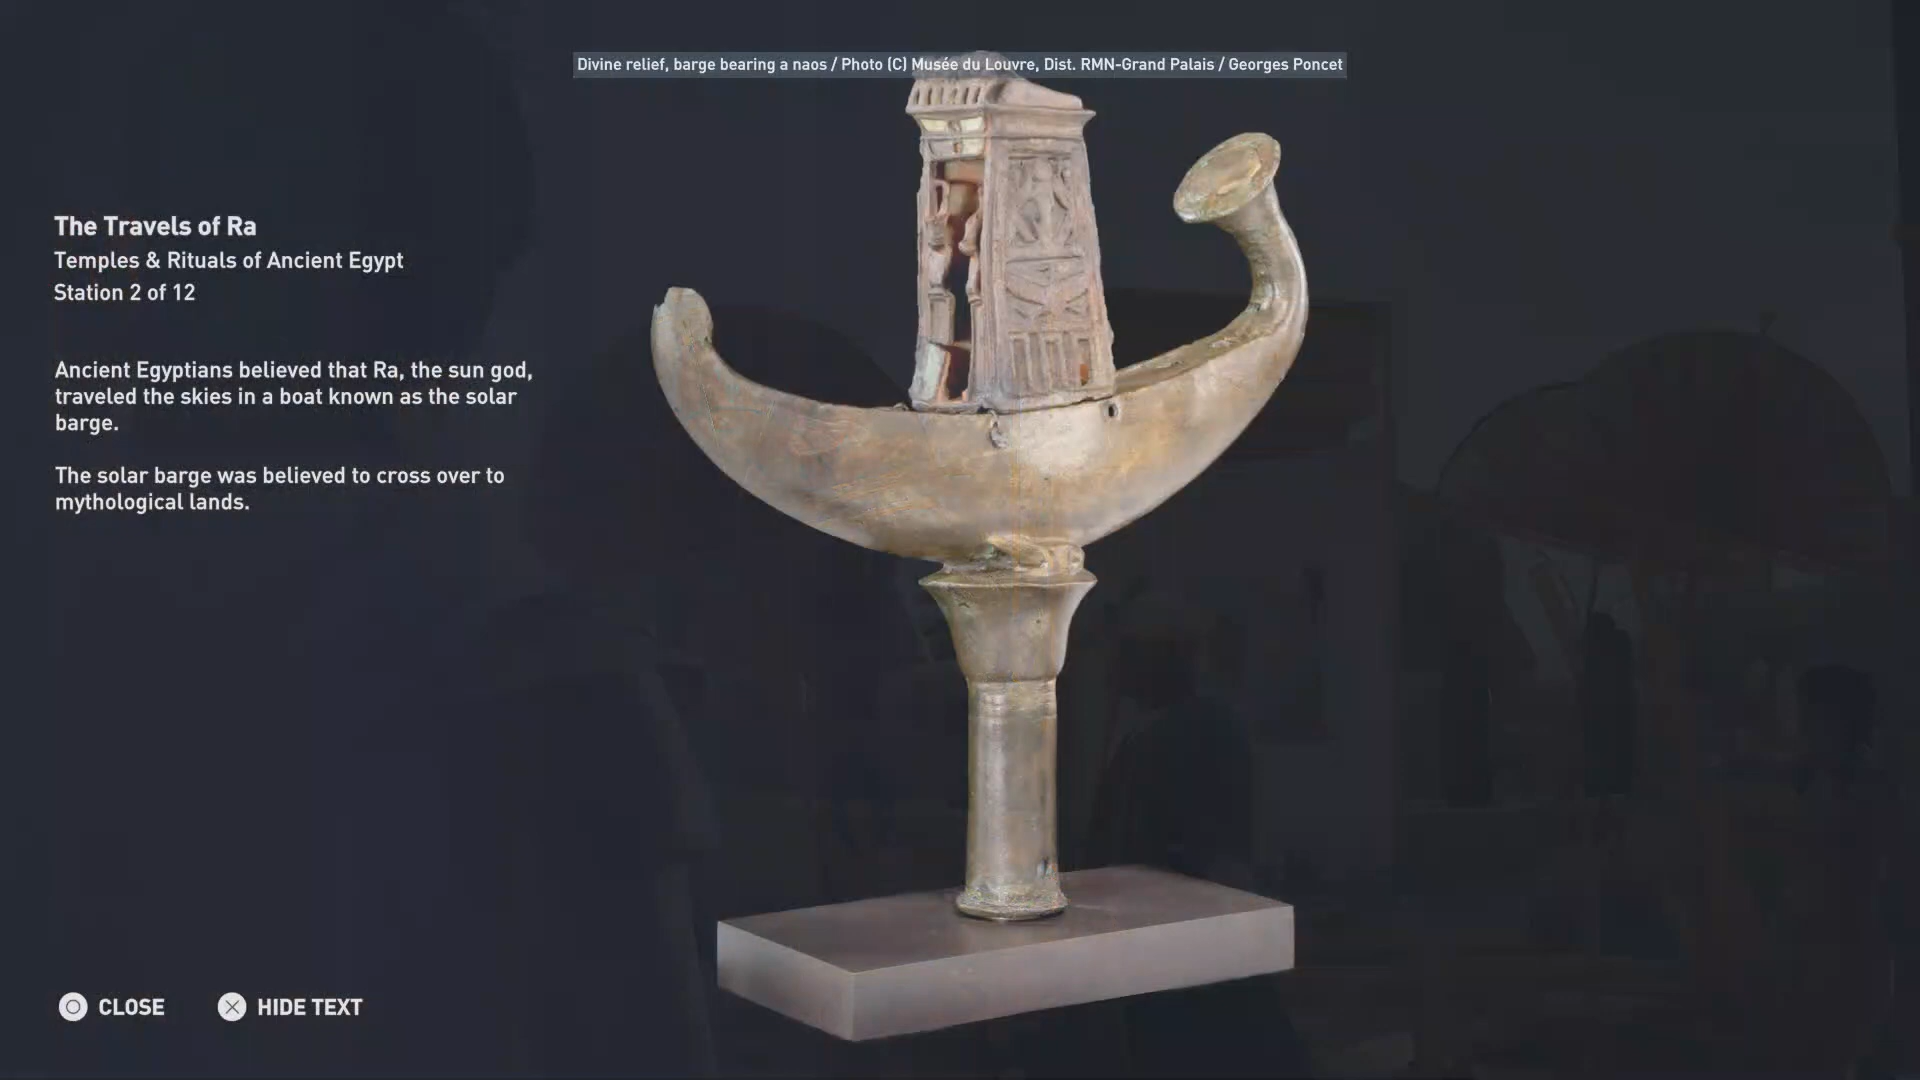 Divine relief, barge bearing a naos / Photo (C) Musée du Louvre, Dist. RMN-Grand Palais / Georges Poncet
The Travels of Ra
Temples & Rituals of Ancient Egypt
Station 2 of 12
Ancient Egyptians believed that Ra, the sun god,
traveled the skies in a boat known as the solar
barge.
The solar barge was believed to cross over to
mythological lands.
CLOSE
HIDE TEXT